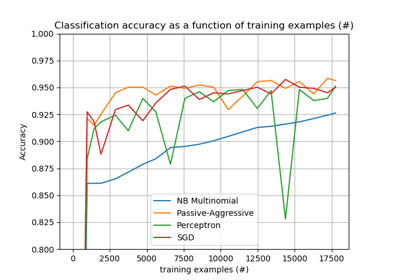 Classification accuracy as a function of training examples (#)
1.000
0.975
0.950
0.925
0.900
0.875
0.850
0.825
0.800
Accuracy
NB Multinomial
Passive-Aggressive
Perceptron
SGD
0 2500 5000 7500 10000 12500 15000 17500
training examples (#)